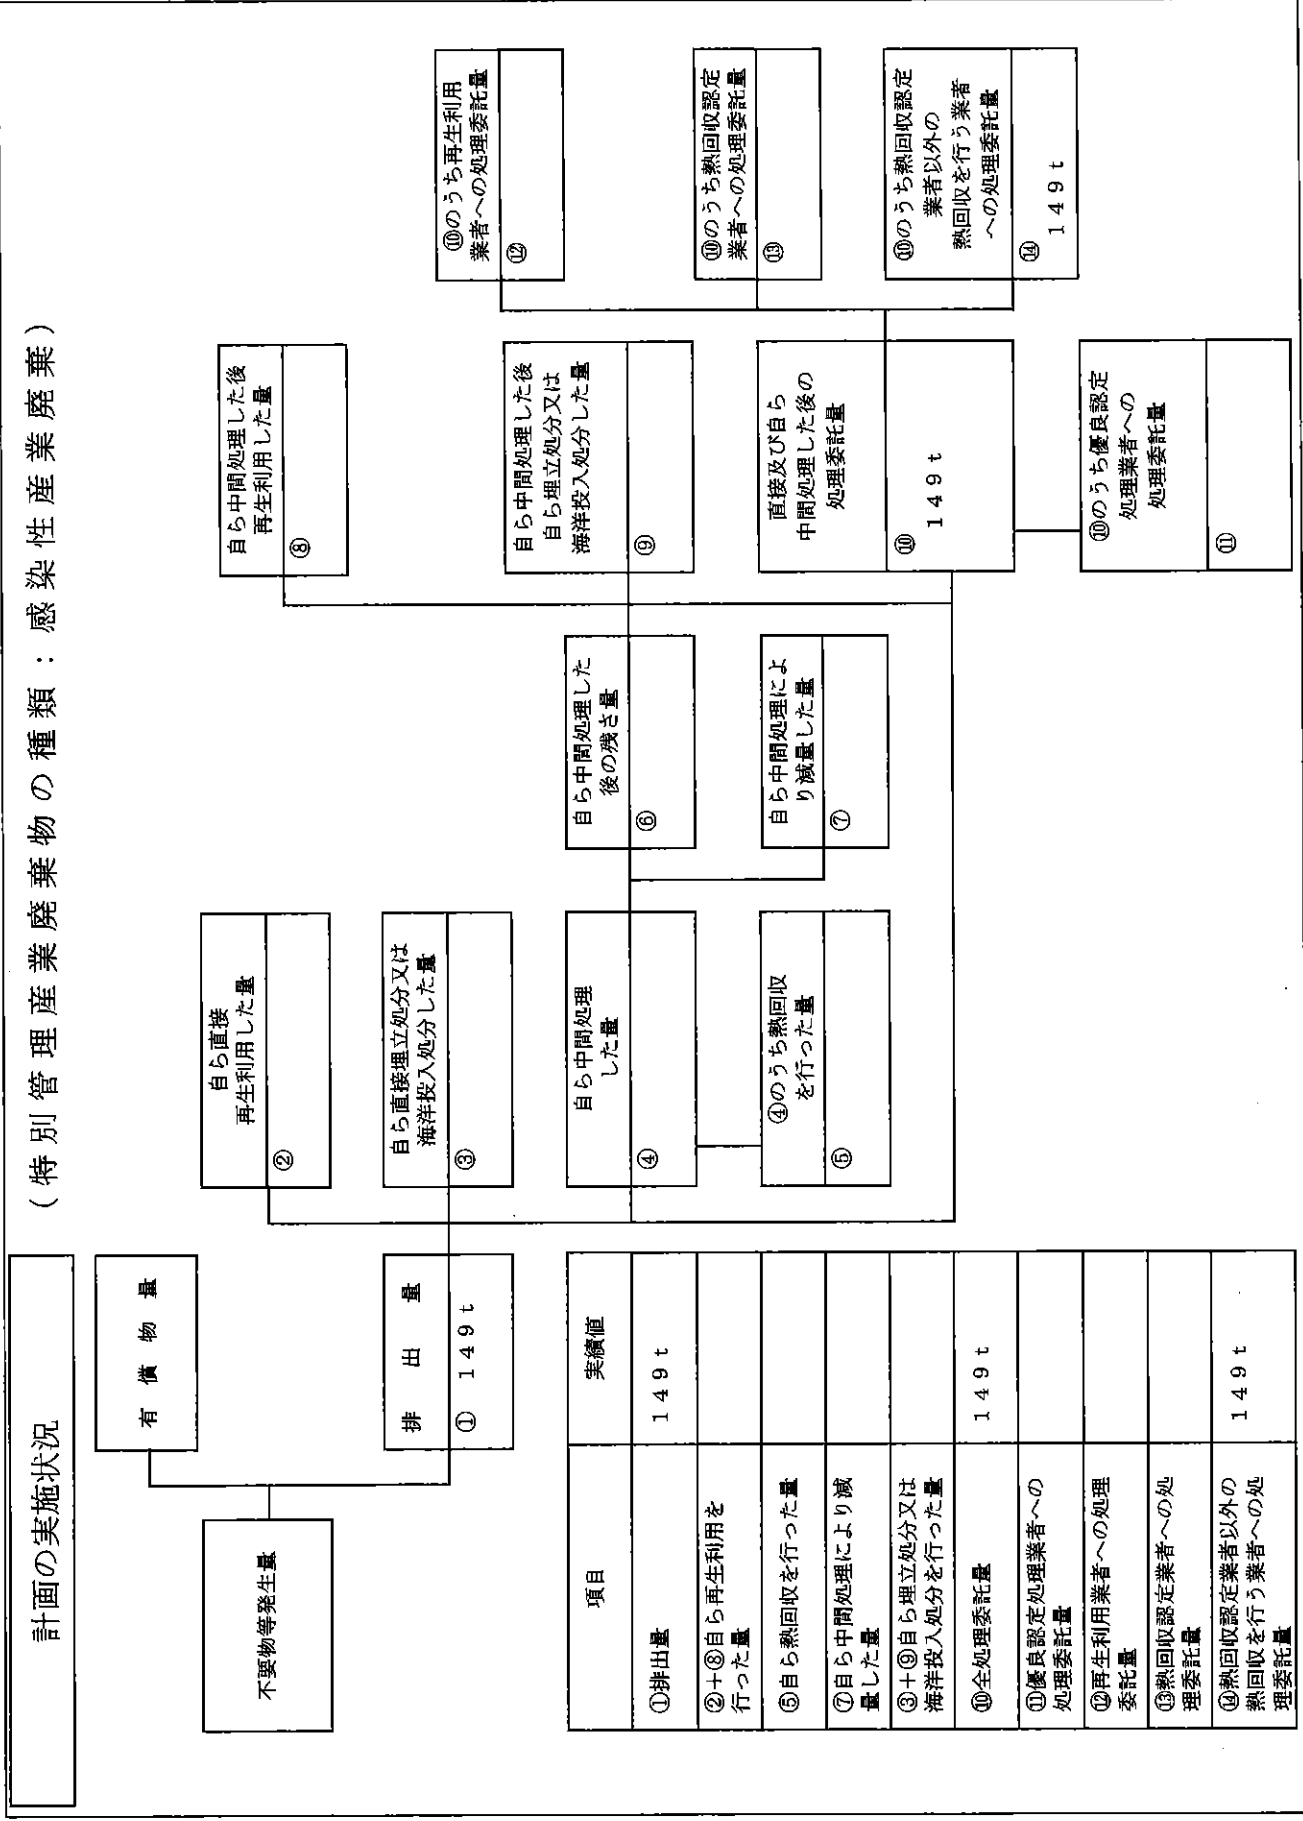 計画の実施状況
（特別管理産業廃棄物の種類：感染性産業廃棄）
不要物等発生量
有償物量
排出量
① 149t
自ら直接
再生利用した量
②
自ら直接埋立処分又は
海洋投入処分した量
③
自ら中間処理
した量
④
④のうち熱回収
を行った量
⑤
自ら中間処理した
後の残さ量
⑥
自ら中間処理によ
り減量した量
⑦
自ら中間処理した後
再生利用した量
⑧
自ら中間処理した後
自ら埋立処分又は
海洋投入処分した量
⑨
直接及び自ら
中間処理した後の
処理委託量
⑩ 149t
⑩のうち優良認定
処理業者への
処理委託量
⑪
⑩のうち再生利用
業者への処理委託量
⑫
⑩のうち熱回収認定
業者への処理委託量
⑬
⑩のうち熱回収認定
業者以外の
熱回収を行う業者
への処理委託量
⑭ 149t
項目 実績値
①排出量 149t
②+⑧自ら再生利用を
行った量
⑤自ら熱回収を行った量
⑦自ら中間処理により減
量した量
③+⑨自ら埋立処分又は
海洋投入処分を行った量
⑩全処理委託量 149t
⑪優良認定処理業者への
処理委託量
⑫再生利用業者への処理
委託量
⑬熱回収認定業者への処
理委託量
⑭熱回収認定業者以外の
熱回収を行う業者への処
理委託量 149t